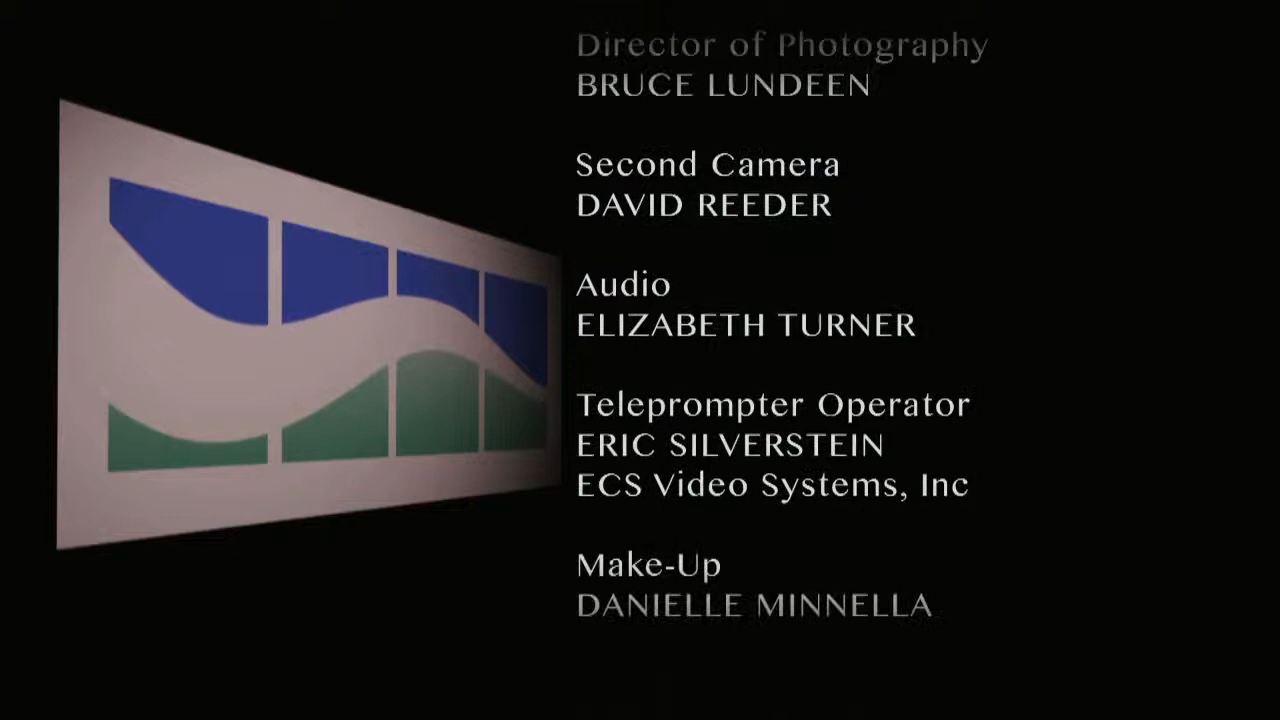 Director of Photography
BRUCE LUNDEEN
Second Camera
DAVID REEDER
Audio
ELIZABETH TURNER
Teleprompter Operator
ERIC SILVERSTEIN
ECS Video Systems, Inc
Make-Up
DANIELLE MINNELLA